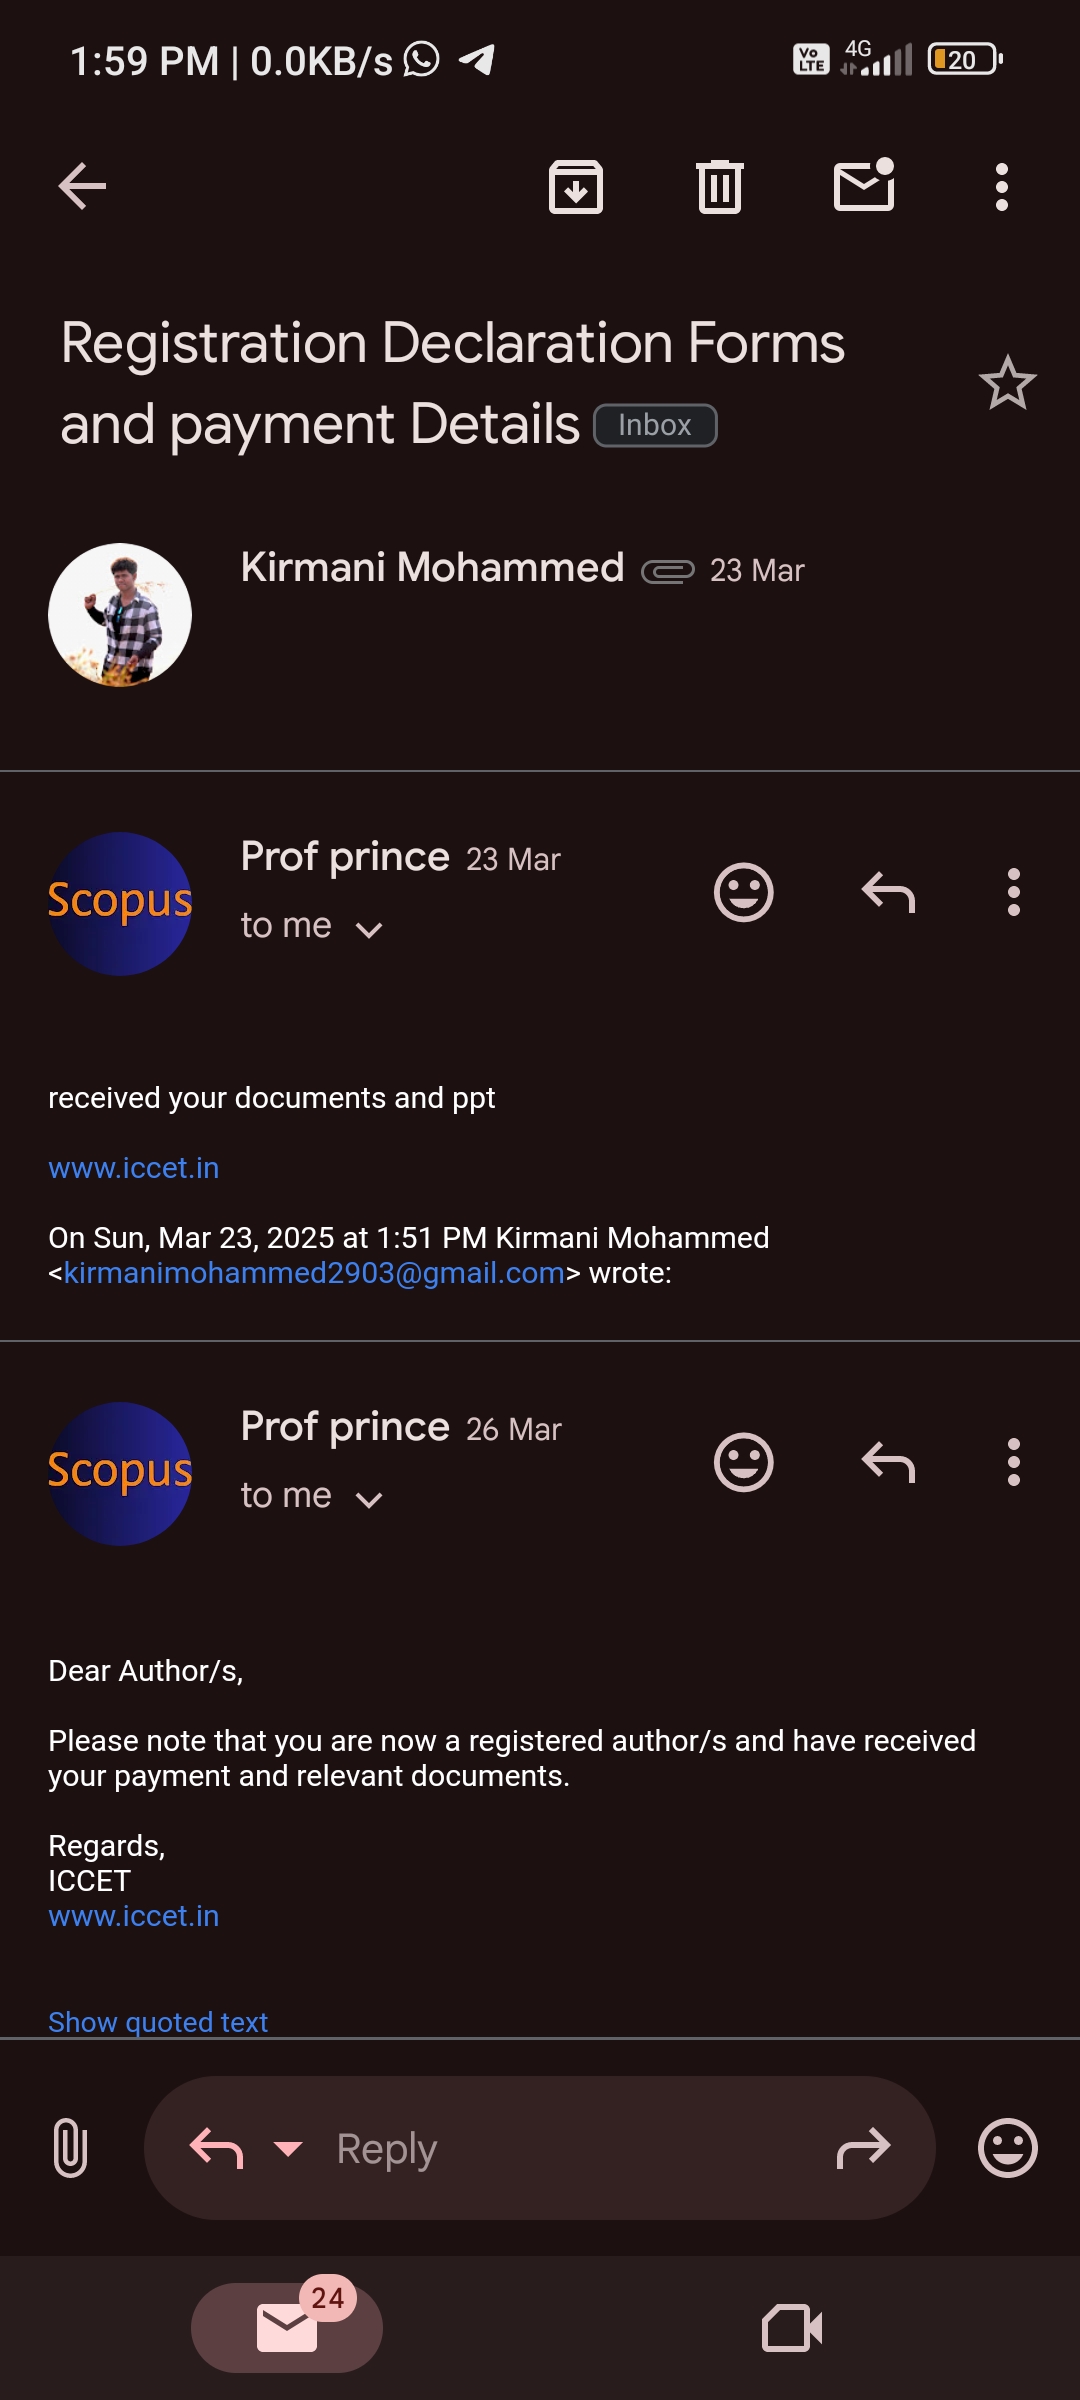 1:59 PM | 0.0KB/s
Vo LTE
4G
20
Registration Declaration Forms
and payment Details Inbox
Kirmani Mohammed 23 Mar
Scopus
Prof prince 23 Mar
to me
received your documents and ppt
www.iccet.in
On Sun, Mar 23, 2025 at 1:51 PM Kirmani Mohammed
<kirmanimohammed2903@gmail.com> wrote:
Scopus
Prof prince 26 Mar
to me
Dear Author/s,
Please note that you are now a registered author/s and have received
your payment and relevant documents.
Regards,
ICCET
www.iccet.in
Show quoted text
Reply
24